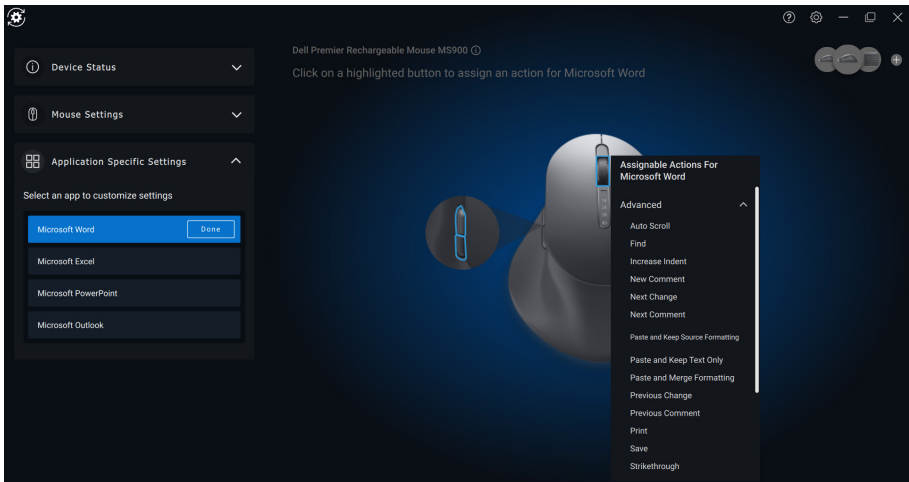 Dell Premier Rechargeable Mouse MS900
Click on a highlighted button to assign an action for Microsoft Word
Device Status
Mouse Settings
Application Specific Settings
Select an app to customize settings
Microsoft Word
Done
Microsoft Excel
Microsoft PowerPoint
Microsoft Outlook
Assignable Actions For
Microsoft Word
Advanced
Auto Scroll
Find
Increase Indent
New Comment
Next Change
Next Comment
Paste and Keep Source Formatting
Paste and Keep Text Only
Paste and Merge Formatting
Previous Change
Previous Comment
Print
Save
Strikethrough